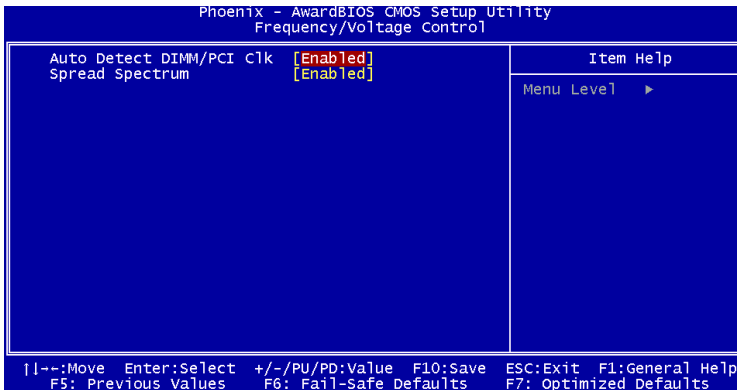 Phoenix - AwardBIOS CMOS Setup Utility
Frequency/Voltage Control
Auto Detect DIMM/PCI Clk [Enabled]
Spread Spectrum [Enabled]
Item Help
Menu Level ▶
↑↓→←:Move Enter:Select +/-/PU/PD:Value F10:Save ESC:Exit F1:General Help
F5: Previous Values F6: Fail-Safe Defaults F7: Optimized Defaults